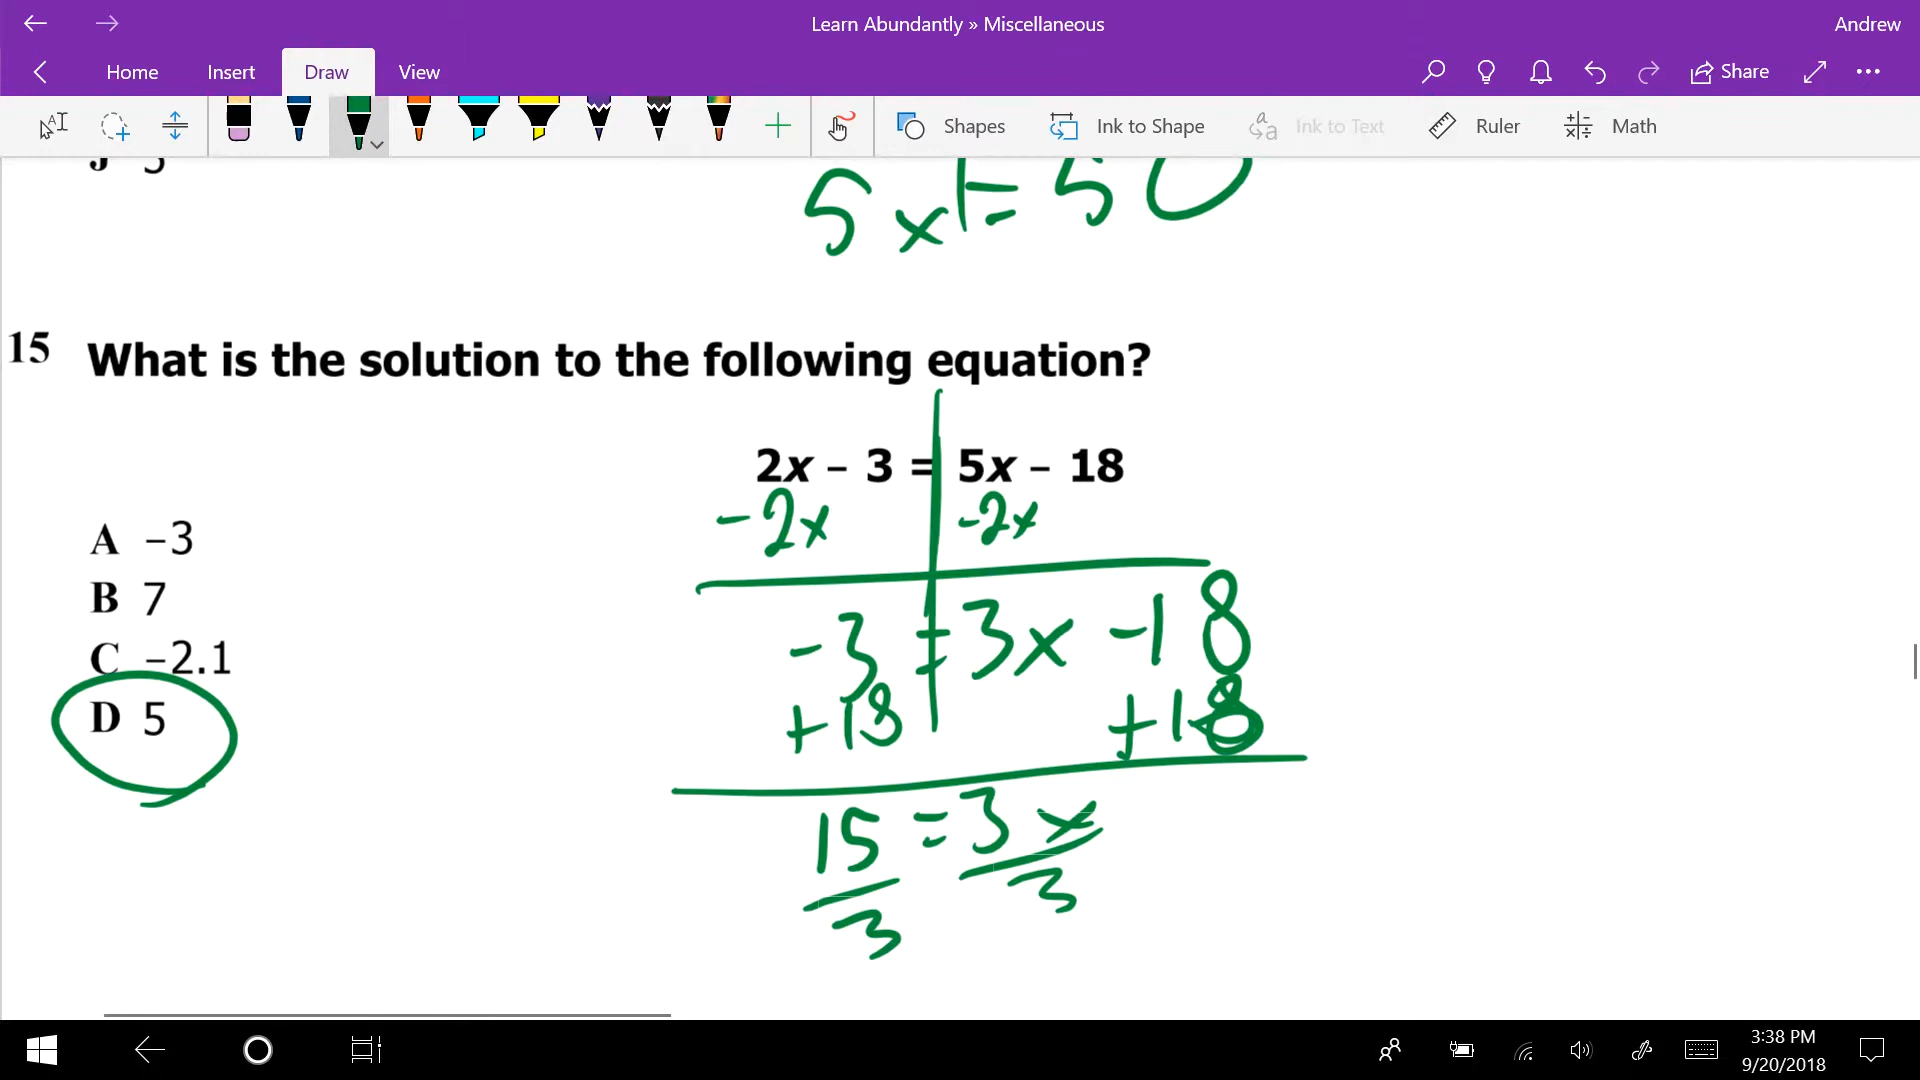 Learn Abundantly » Miscellaneous
Andrew
Home Insert Draw View
Share
Shapes Ink to Shape Ink to Text Ruler Math
J 5
5x = 50
15 What is the solution to the following equation?
2x – 3 = 5x – 18
-2x -2x
A –3
-3 = 3x -18
B 7
C –2.1
+18 +18
D 5
15 = 3x
3 3
3:38 PM
9/20/2018